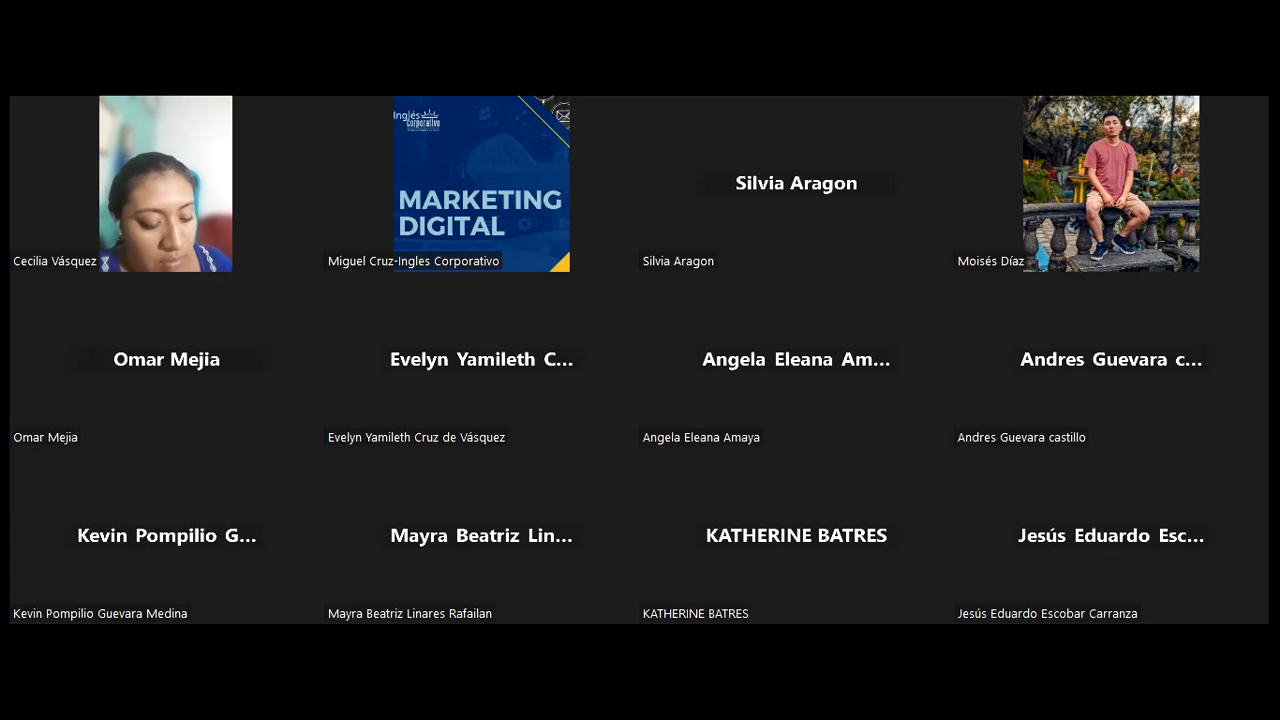 Inglés
Corporativo
MARKETING
DIGITAL
Silvia Aragon
Cecilia Vásquez
Miguel Cruz-Ingles Corporativo
Silvia Aragon
Moisés Díaz
Omar Mejia
Evelyn Yamileth C...
Angela Eleana Am...
Andres Guevara c...
Omar Mejia
Evelyn Yamileth Cruz de Vásquez
Angela Eleana Amaya
Andres Guevara castillo
Kevin Pompilio G...
Mayra Beatriz Lin...
KATHERINE BATRES
Jesús Eduardo Esc...
Kevin Pompilio Guevara Medina
Mayra Beatriz Linares Rafailan
KATHERINE BATRES
Jesús Eduardo Escobar Carranza